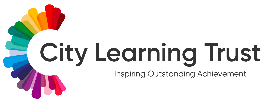 City Learning Trust
Inspiring Outstanding Achievement